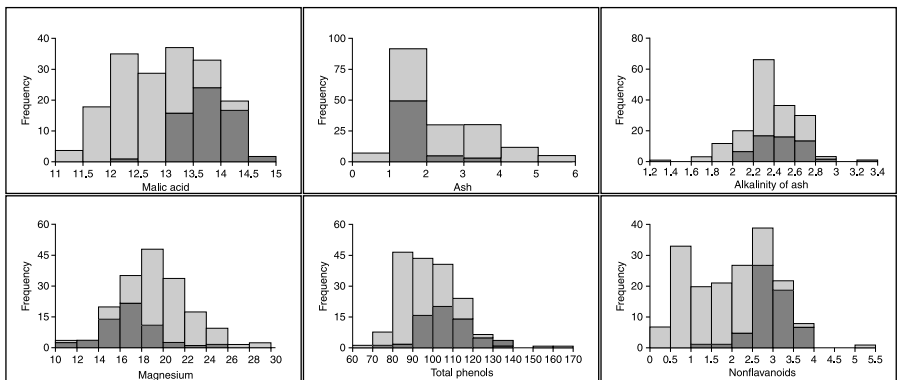 Frequency
40
30
20
10
0
11 11.5 12 12.5 13 13.5 14 14.5 15
Malic acid
Frequency
100
75
50
25
0
0 1 2 3 4 5 6
Ash
Frequency
80
60
40
20
0
1.2 1.4 1.6 1.8 2 2.2 2.4 2.6 2.8 3 3.2 3.4
Alkalinity of ash
Frequency
60
45
30
15
0
10 12 14 16 18 20 22 24 26 28 30
Magnesium
Frequency
60
45
30
15
0
60 70 80 90 100 110 120 130 140 150 160 170
Total phenols
Frequency
40
30
20
10
0
0 0.5 1 1.5 2 2.5 3 3.5 4 4.5 5 5.5
Nonflavanoids